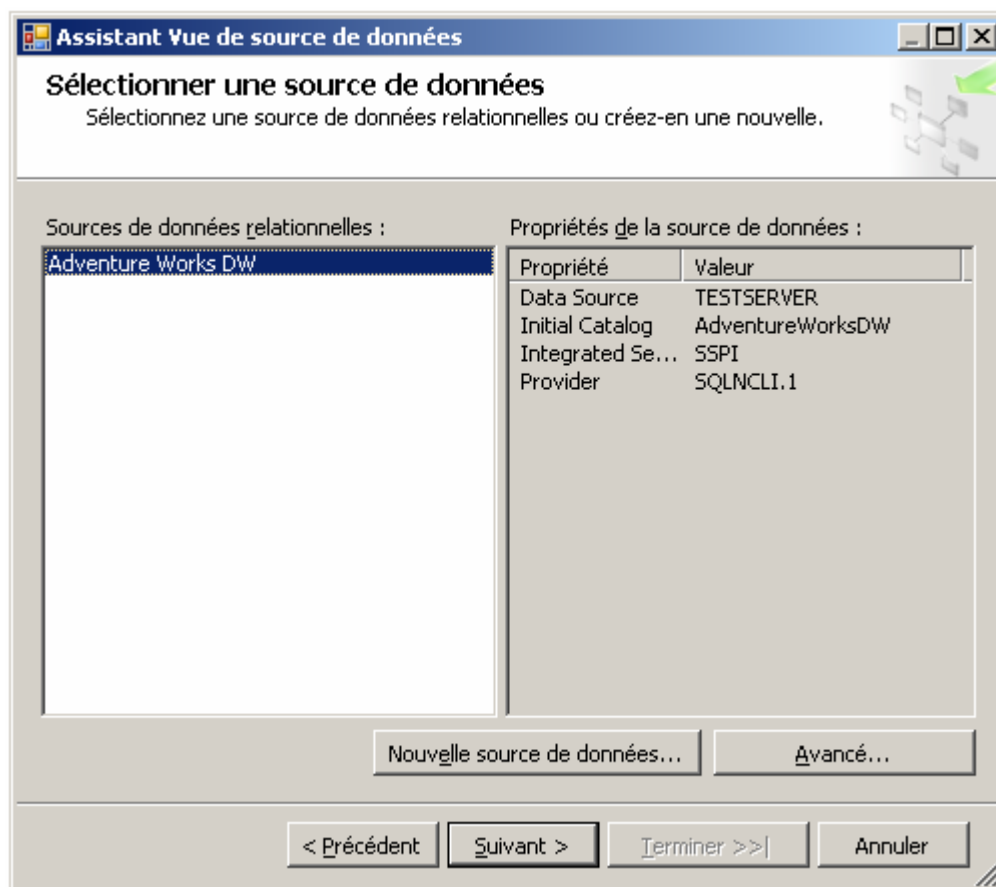 Assistant Vue de source de données
Sélectionner une source de données
Sélectionnez une source de données relationnelles ou créez-en une nouvelle.
Sources de données relationnelles :
Adventure Works DW
Propriétés de la source de données :
Propriété Valeur
Data Source TESTSERVER
Initial Catalog AdventureWorksDW
Integrated Se... SSPI
Provider SQLNCLI.1
Nouvelle source de données... Avancé...
< Précédent Suivant > Terminer >>| Annuler